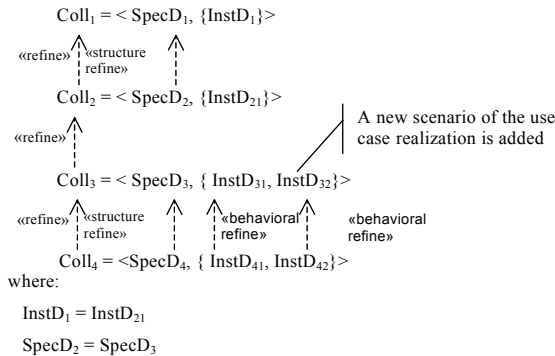 Coll₁ = < SpecD₁, {InstD₁}>
«refine» «structure refine»
Coll₂ = < SpecD₂, {InstD₂₁}>
A new scenario of the use case realization is added
«refine»
Coll₃ = < SpecD₃, { InstD₃₁, InstD₃₂}>
«refine» «structure refine» «behavioral refine» «behavioral refine»
Coll₄ = <SpecD₄, { InstD₄₁, InstD₄₂}>
where:
InstD₁ = InstD₂₁
SpecD₂ = SpecD₃